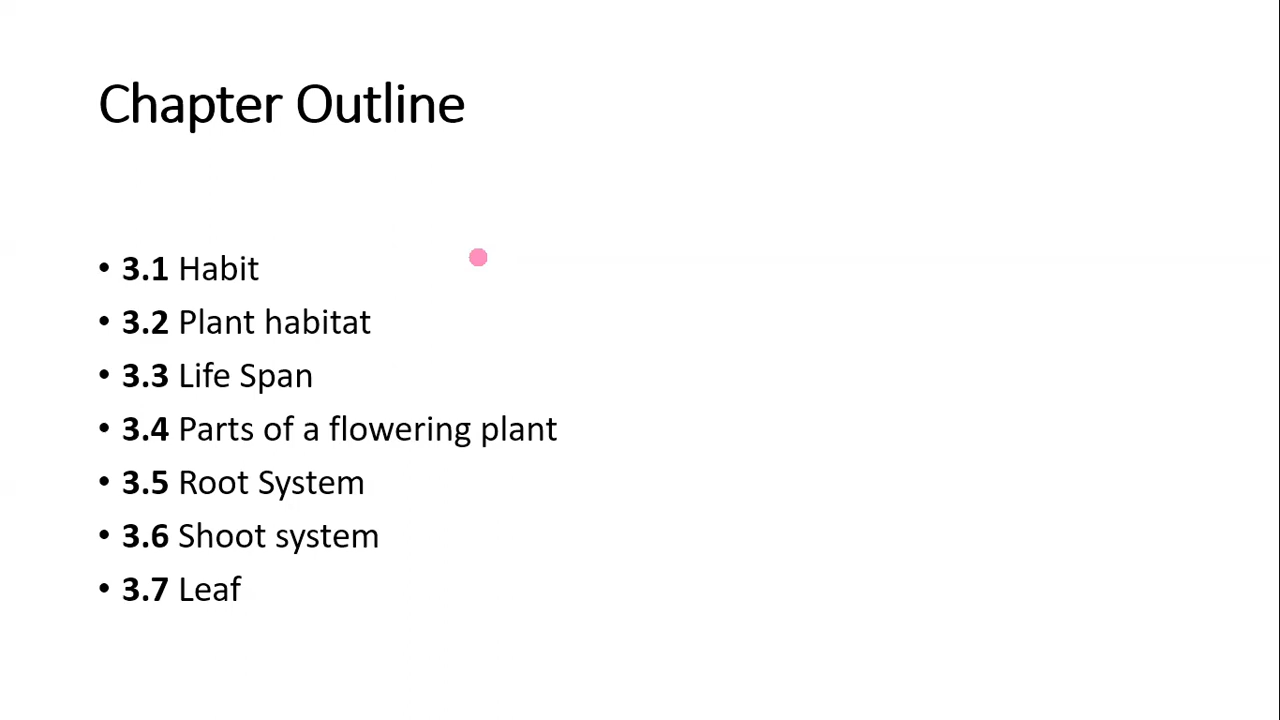 Chapter Outline
• 3.1 Habit
• 3.2 Plant habitat
• 3.3 Life Span
• 3.4 Parts of a flowering plant
• 3.5 Root System
• 3.6 Shoot system
• 3.7 Leaf